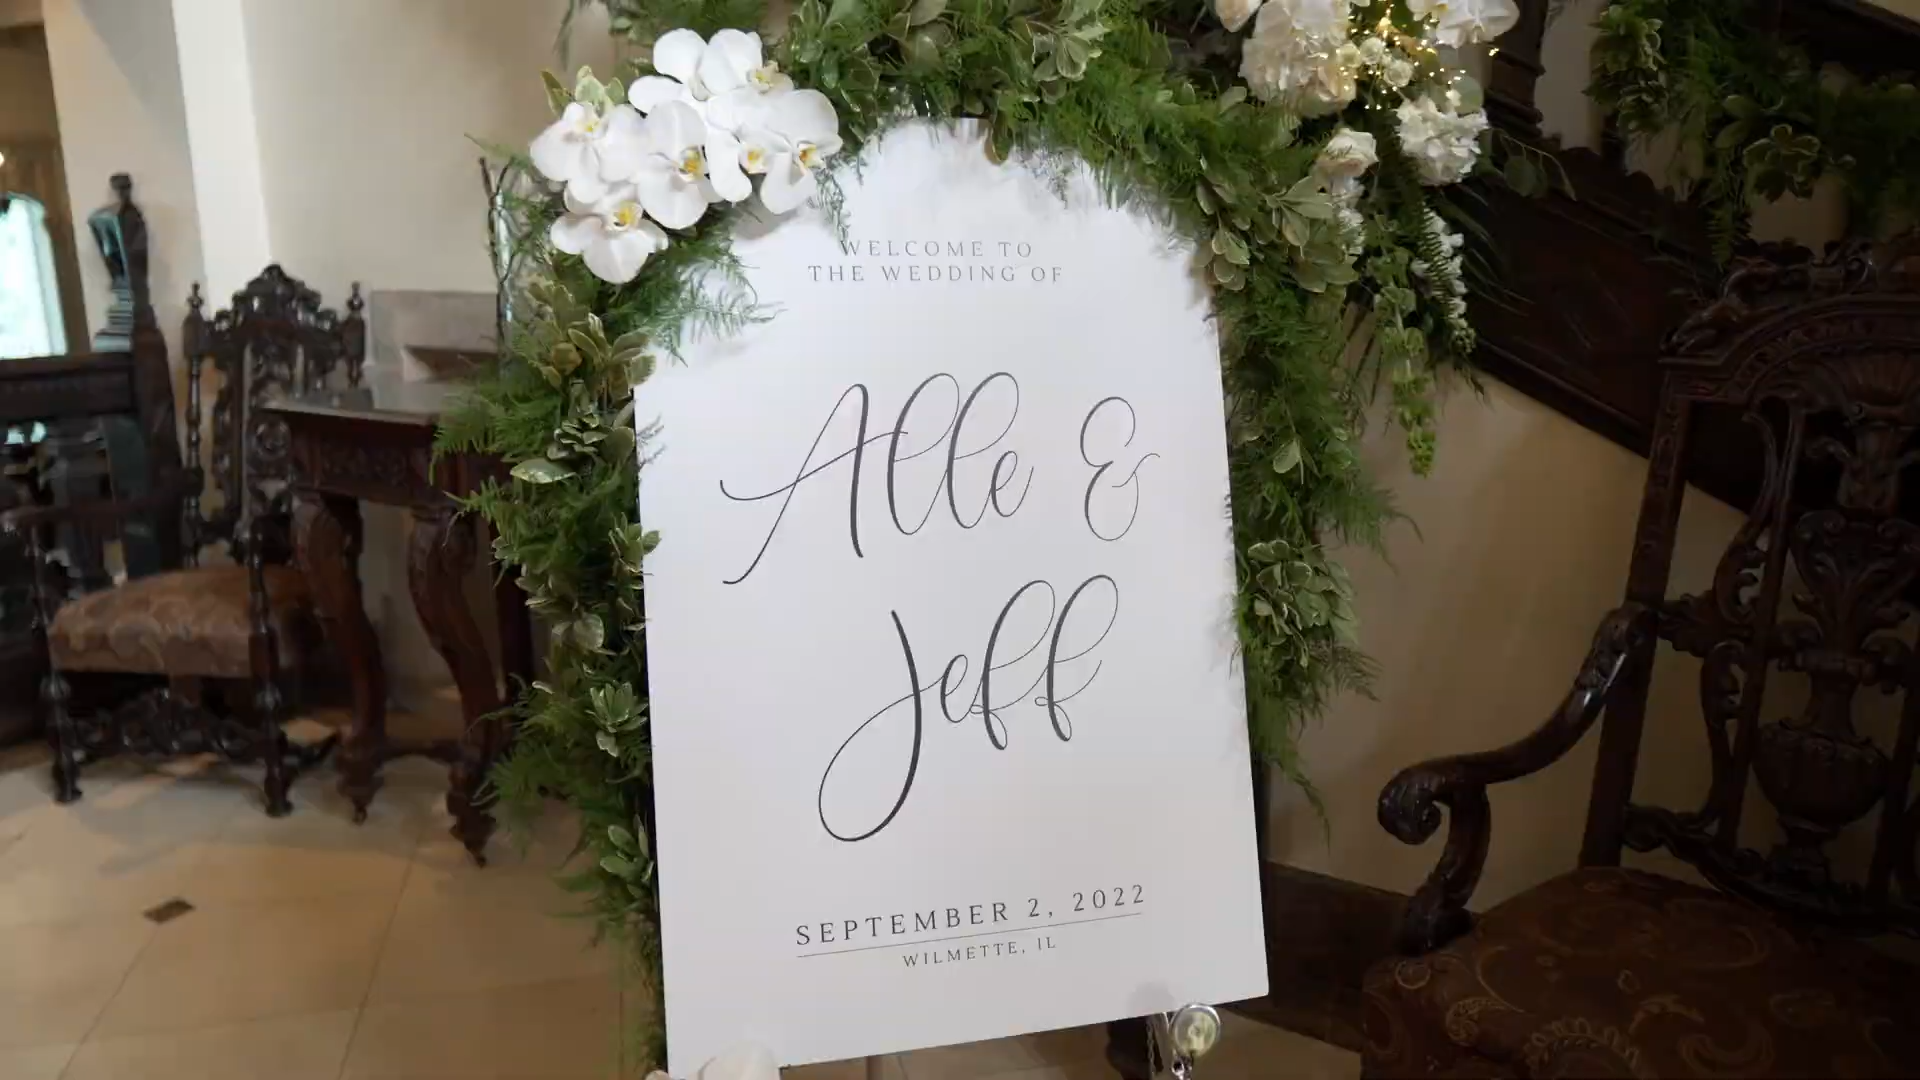 WELCOME TO
THE WEDDING OF
Alle &
Jeff
SEPTEMBER 2, 2022
WILMETTE, IL